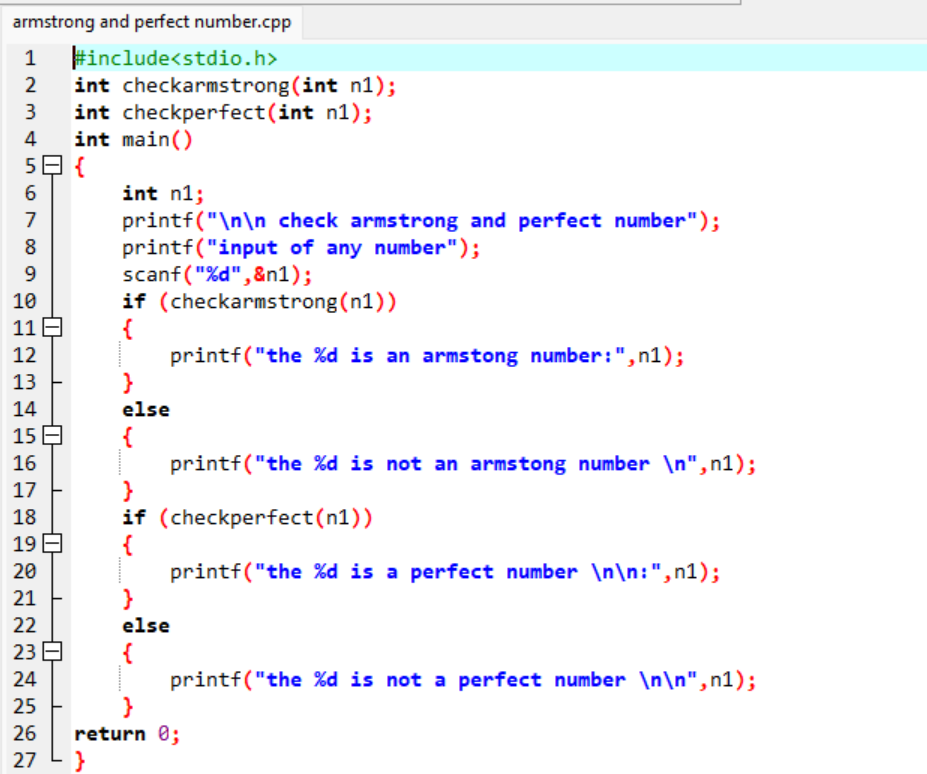 armstrong and perfect number.cpp
1 #include<stdio.h>
2 int checkarmstrong(int n1);
3 int checkperfect(int n1);
4 int main()
5 {
6 int n1;
7 printf("\n\n check armstrong and perfect number");
8 printf("input of any number");
9 scanf("%d",&n1);
10 if (checkarmstrong(n1))
11 {
12 printf("the %d is an armstong number:",n1);
13 }
14 else
15 {
16 printf("the %d is not an armstong number \n",n1);
17 }
18 if (checkperfect(n1))
19 {
20 printf("the %d is a perfect number \n\n:",n1);
21 }
22 else
23 {
24 printf("the %d is not a perfect number \n\n",n1);
25 }
26 return 0;
27 }